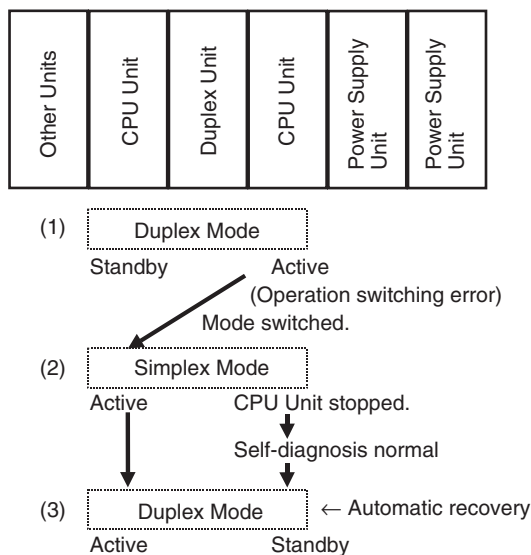 Other Units
CPU Unit
Duplex Unit
CPU Unit
Power Supply
Unit
Power Supply
Unit
(1)
Duplex Mode
Standby
Active
(Operation switching error)
Mode switched.
(2)
Simplex Mode
Active
CPU Unit stopped.
Self-diagnosis normal
(3)
Duplex Mode
← Automatic recovery
Active
Standby